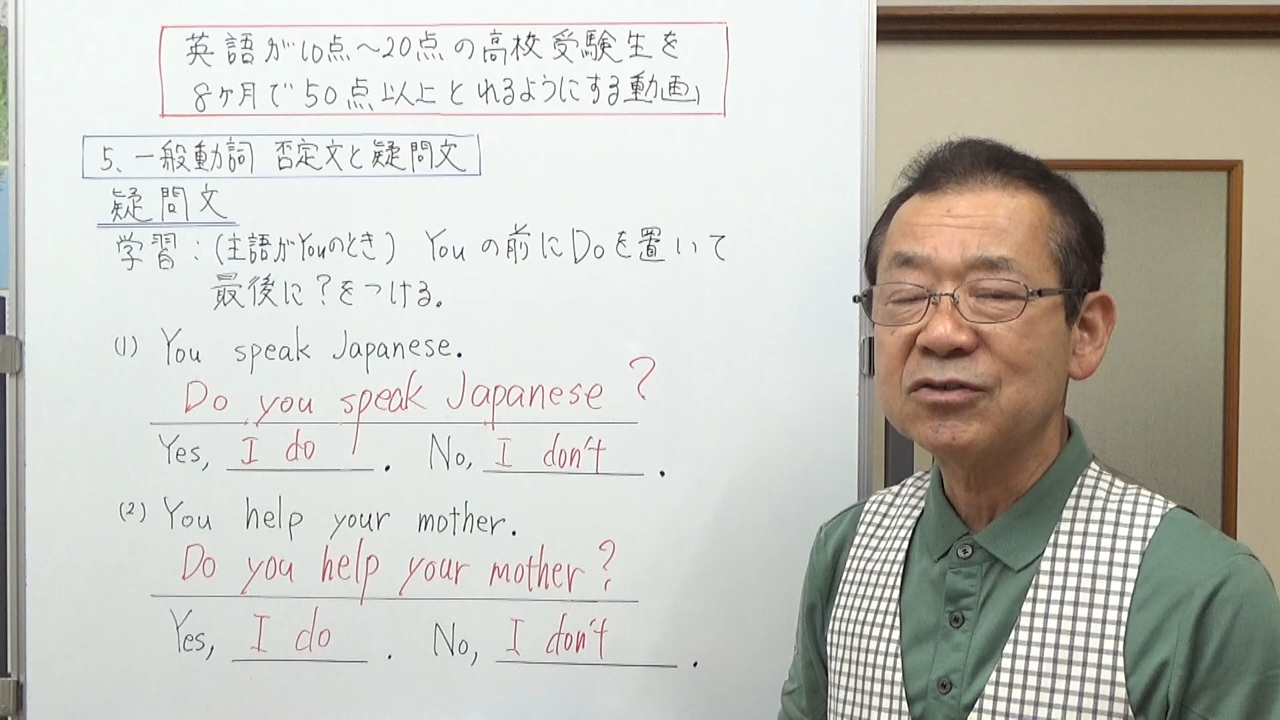 英語が10点〜20点の高校受験生を
8ヶ月で50点以上とれるようにする動画」
5、一般動詞 否定文と疑問文
疑問文
学習：(主語がYouのとき) Youの前にDoを置いて
最後に？をつける。
(1) You speak Japanese.
Do you speak Japanese?
Yes, I do. No, I don't.
(2) You help your mother.
Do you help your mother?
Yes, I do. No, I don't.